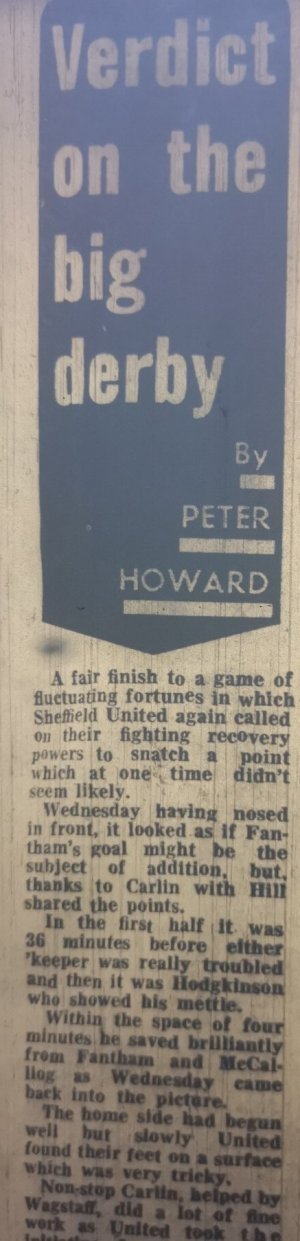 Verdict
on the
big
derby
By
PETER
HOWARD
A fair finish to a game of
fluctuating fortunes in which
Sheffield United again called
on their fighting recovery
powers to snatch a point
which at one time didn't
seem likely.
Wednesday having nosed
in front, it looked as if Fan-
tham's goal might be the
subject of addition, but,
thanks to Carlin with Hill
shared the points.
In the first half it was
36 minutes before either
'keeper was really troubled
and then it was Hodgkinson
who showed his mettle.
Within the space of four
minutes he saved brilliantly
from Fantham and McCal-
liog as Wednesday came
back into the picture.
The home side had begun
well but slowly United
found their feet on a surface
which was very tricky.
Non-stop Carlin, helped by
Wagstaff, did a lot of fine
work as United took the